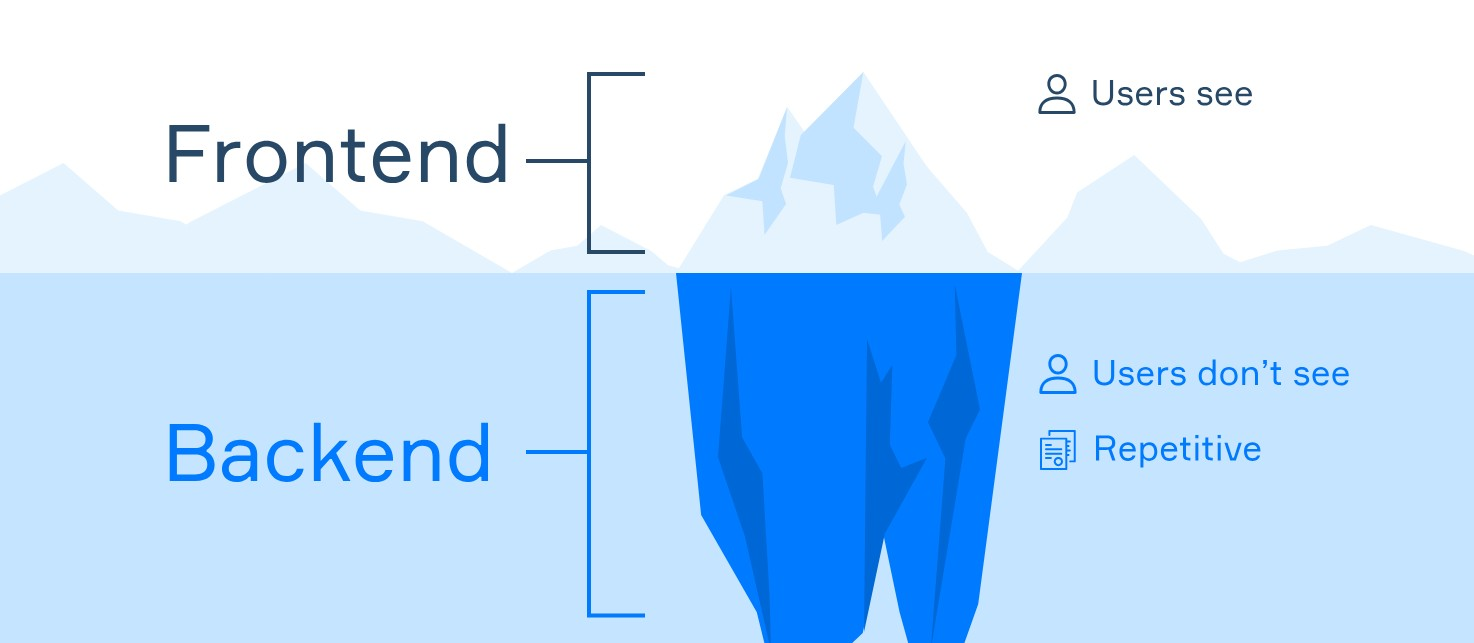 Frontend
Users see
Backend
Users don’t see
Repetitive